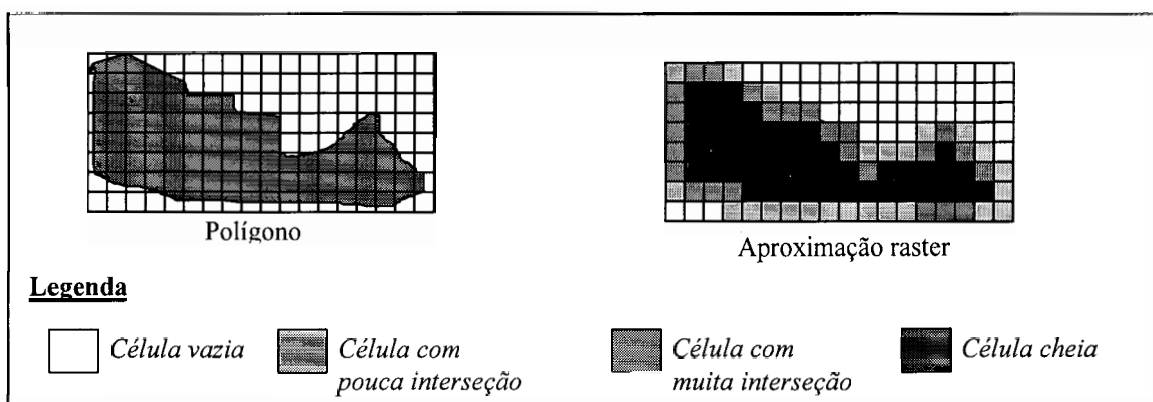 Polígono
Aproximação raster
Legenda
Célula vazia
Célula com
pouca interseção
Célula com
muita interseção
Célula cheia